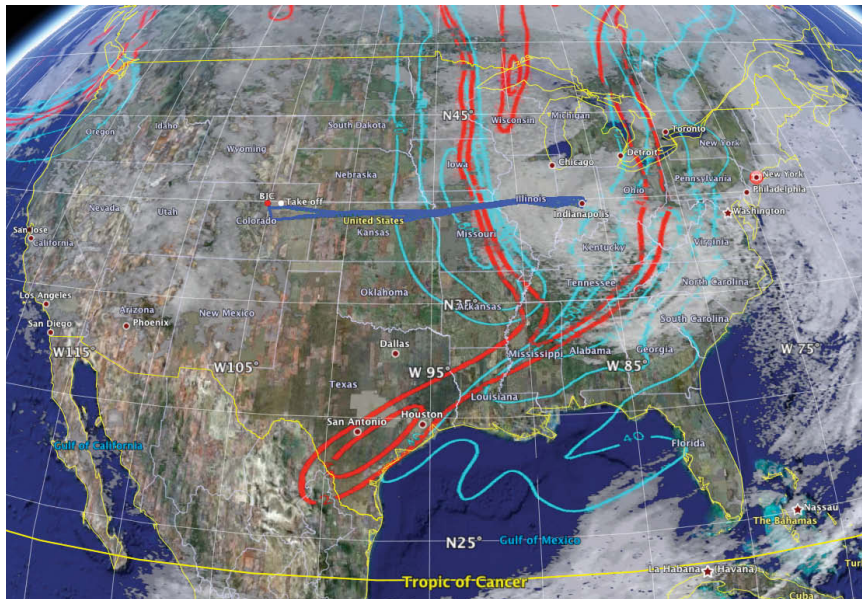 N45°
Oregon
Idaho
South Dakota
Wisconsin
Michigan
Toronto
New York
Wyoming
Iowa
Chicago
Detroit
Nebraska
Ohio
Pennsylvania
New York
Philadelphia
Nevada
Utah
BJC
Take off
Illinois
Indianapolis
Washington
San Jose
California
Colorado
United States
Kansas
Missouri
Kentucky
Virginia
Los Angeles
Arizona
New Mexico
Oklahoma
Arkansas
Tennessee
North Carolina
San Diego
Phoenix
South Carolina
W115°
W105°
Dallas
W 95°
Mississippi
Alabama
Georgia
W 85°
W 75°
Texas
Louisiana
San Antonio
Houston
Gulf of California
40
Florida
N25°
Gulf of Mexico
Nassau
The Bahamas
Tropic of Cancer
La Habana (Havana)
Cuba